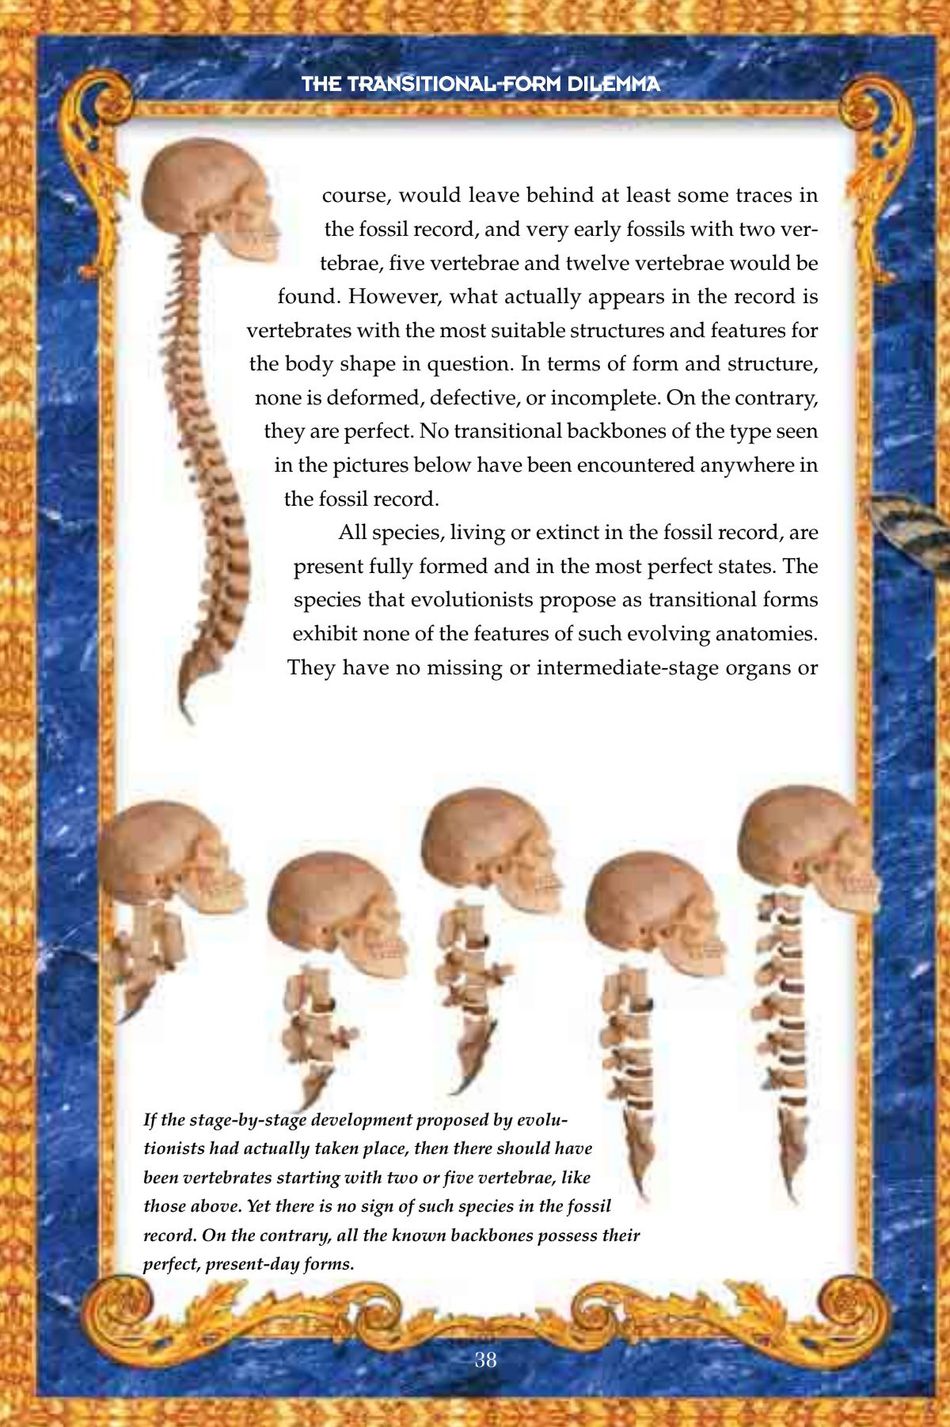 THE TRANSITIONAL-FORM DILEMMA
course, would leave behind at least some traces in
the fossil record, and very early fossils with two ver-
tebrae, five vertebrae and twelve vertebrae would be
found. However, what actually appears in the record is
vertebrates with the most suitable structures and features for
the body shape in question. In terms of form and structure,
none is deformed, defective, or incomplete. On the contrary,
they are perfect. No transitional backbones of the type seen
in the pictures below have been encountered anywhere in
the fossil record.
All species, living or extinct in the fossil record, are
present fully formed and in the most perfect states. The
species that evolutionists propose as transitional forms
exhibit none of the features of such evolving anatomies.
They have no missing or intermediate-stage organs or
If the stage-by-stage development proposed by evolu-
tionists had actually taken place, then there should have
been vertebrates starting with two or five vertebrae, like
those above. Yet there is no sign of such species in the fossil
record. On the contrary, all the known backbones possess their
perfect, present-day forms.
38